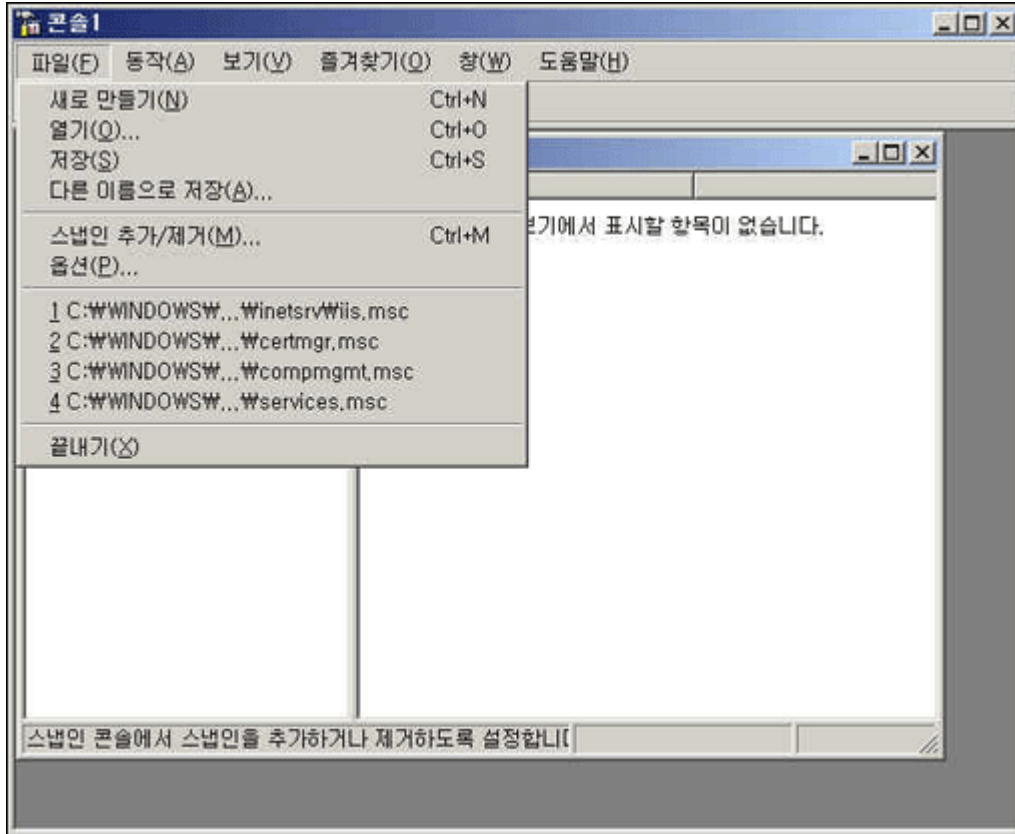 콘솔1
파일(F) 동작(A) 보기(V) 즐겨찾기(O) 창(W) 도움말(H)
새로 만들기(N) Ctrl+N
열기(O)... Ctrl+O
저장(S) Ctrl+S
다른 이름으로 저장(A)...
스냅인 추가/제거(M)... Ctrl+M
옵션(P)...
1 C:₩WINDOWS₩...₩inetsrv₩iis.msc
2 C:₩WINDOWS₩...₩certmgr.msc
3 C:₩WINDOWS₩...₩compmgmt.msc
4 C:₩WINDOWS₩...₩services.msc
끝내기(X)
보기에서 표시할 항목이 없습니다.
스냅인 콘솔에서 스냅인을 추가하거나 제거하도록 설정합니